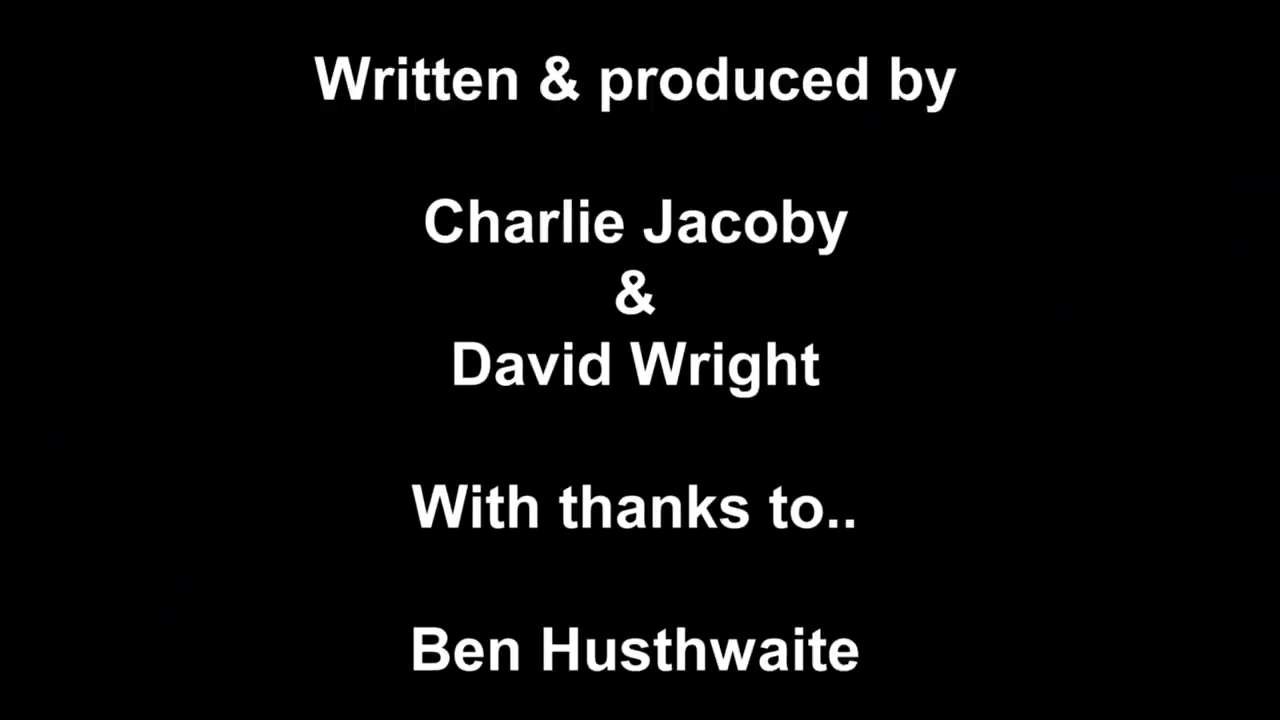 Written & produced by
Charlie Jacoby
&
David Wright
With thanks to..
Ben Husthwaite